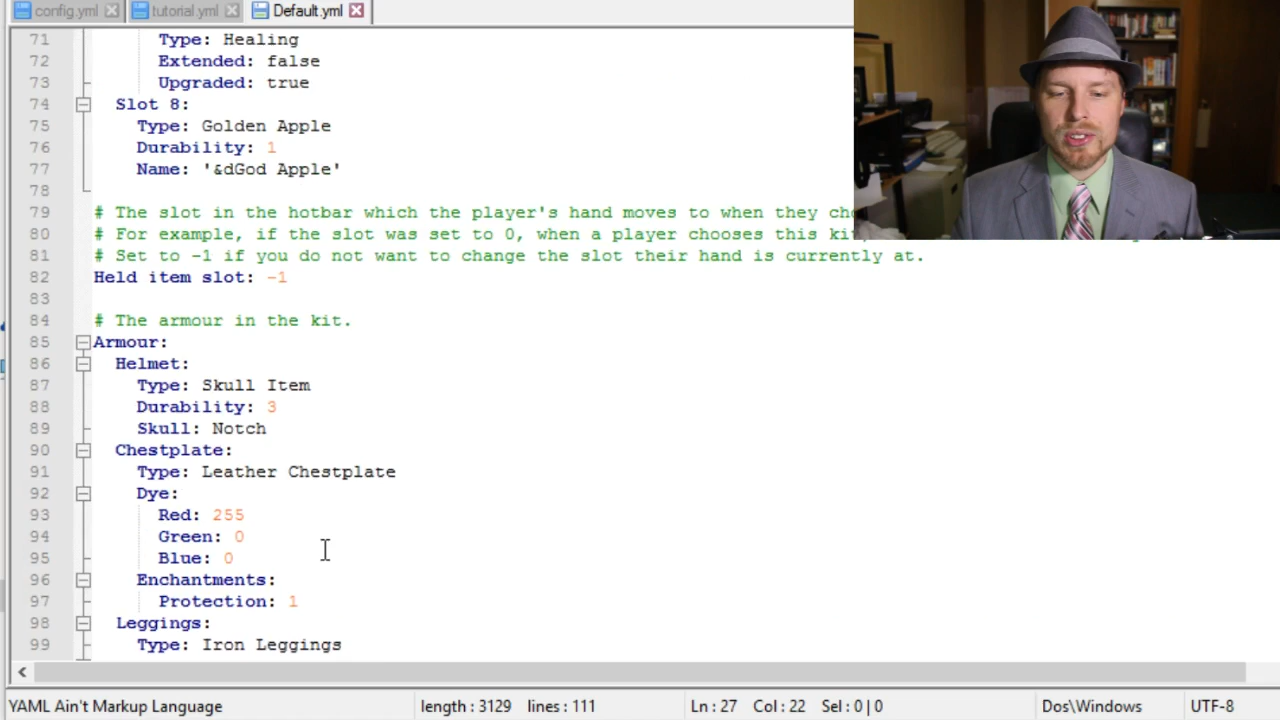 config.yml tutorial.yml Default.yml
71 Type: Healing
72 Extended: false
73 Upgraded: true
74 Slot 8:
75 Type: Golden Apple
76 Durability: 1
77 Name: '&dGod Apple'
78
79 # The slot in the hotbar which the player's hand moves to when they
80 # For example, if the slot was set to 0, when a player chooses this kit,
81 # Set to -1 if you do not want to change the slot their hand is currently at.
82 Held item slot: -1
83
84 # The armour in the kit.
85 Armour:
86 Helmet:
87 Type: Skull Item
88 Durability: 3
89 Skull: Notch
90 Chestplate:
91 Type: Leather Chestplate
92 Dye:
93 Red: 255
94 Green: 0
95 Blue: 0
96 Enchantments:
97 Protection: 1
98 Leggings:
99 Type: Iron Leggings
YAML Ain't Markup Language length : 3129 lines : 111 Ln : 27 Col : 22 Sel : 0 | 0 Dos\Windows UTF-8